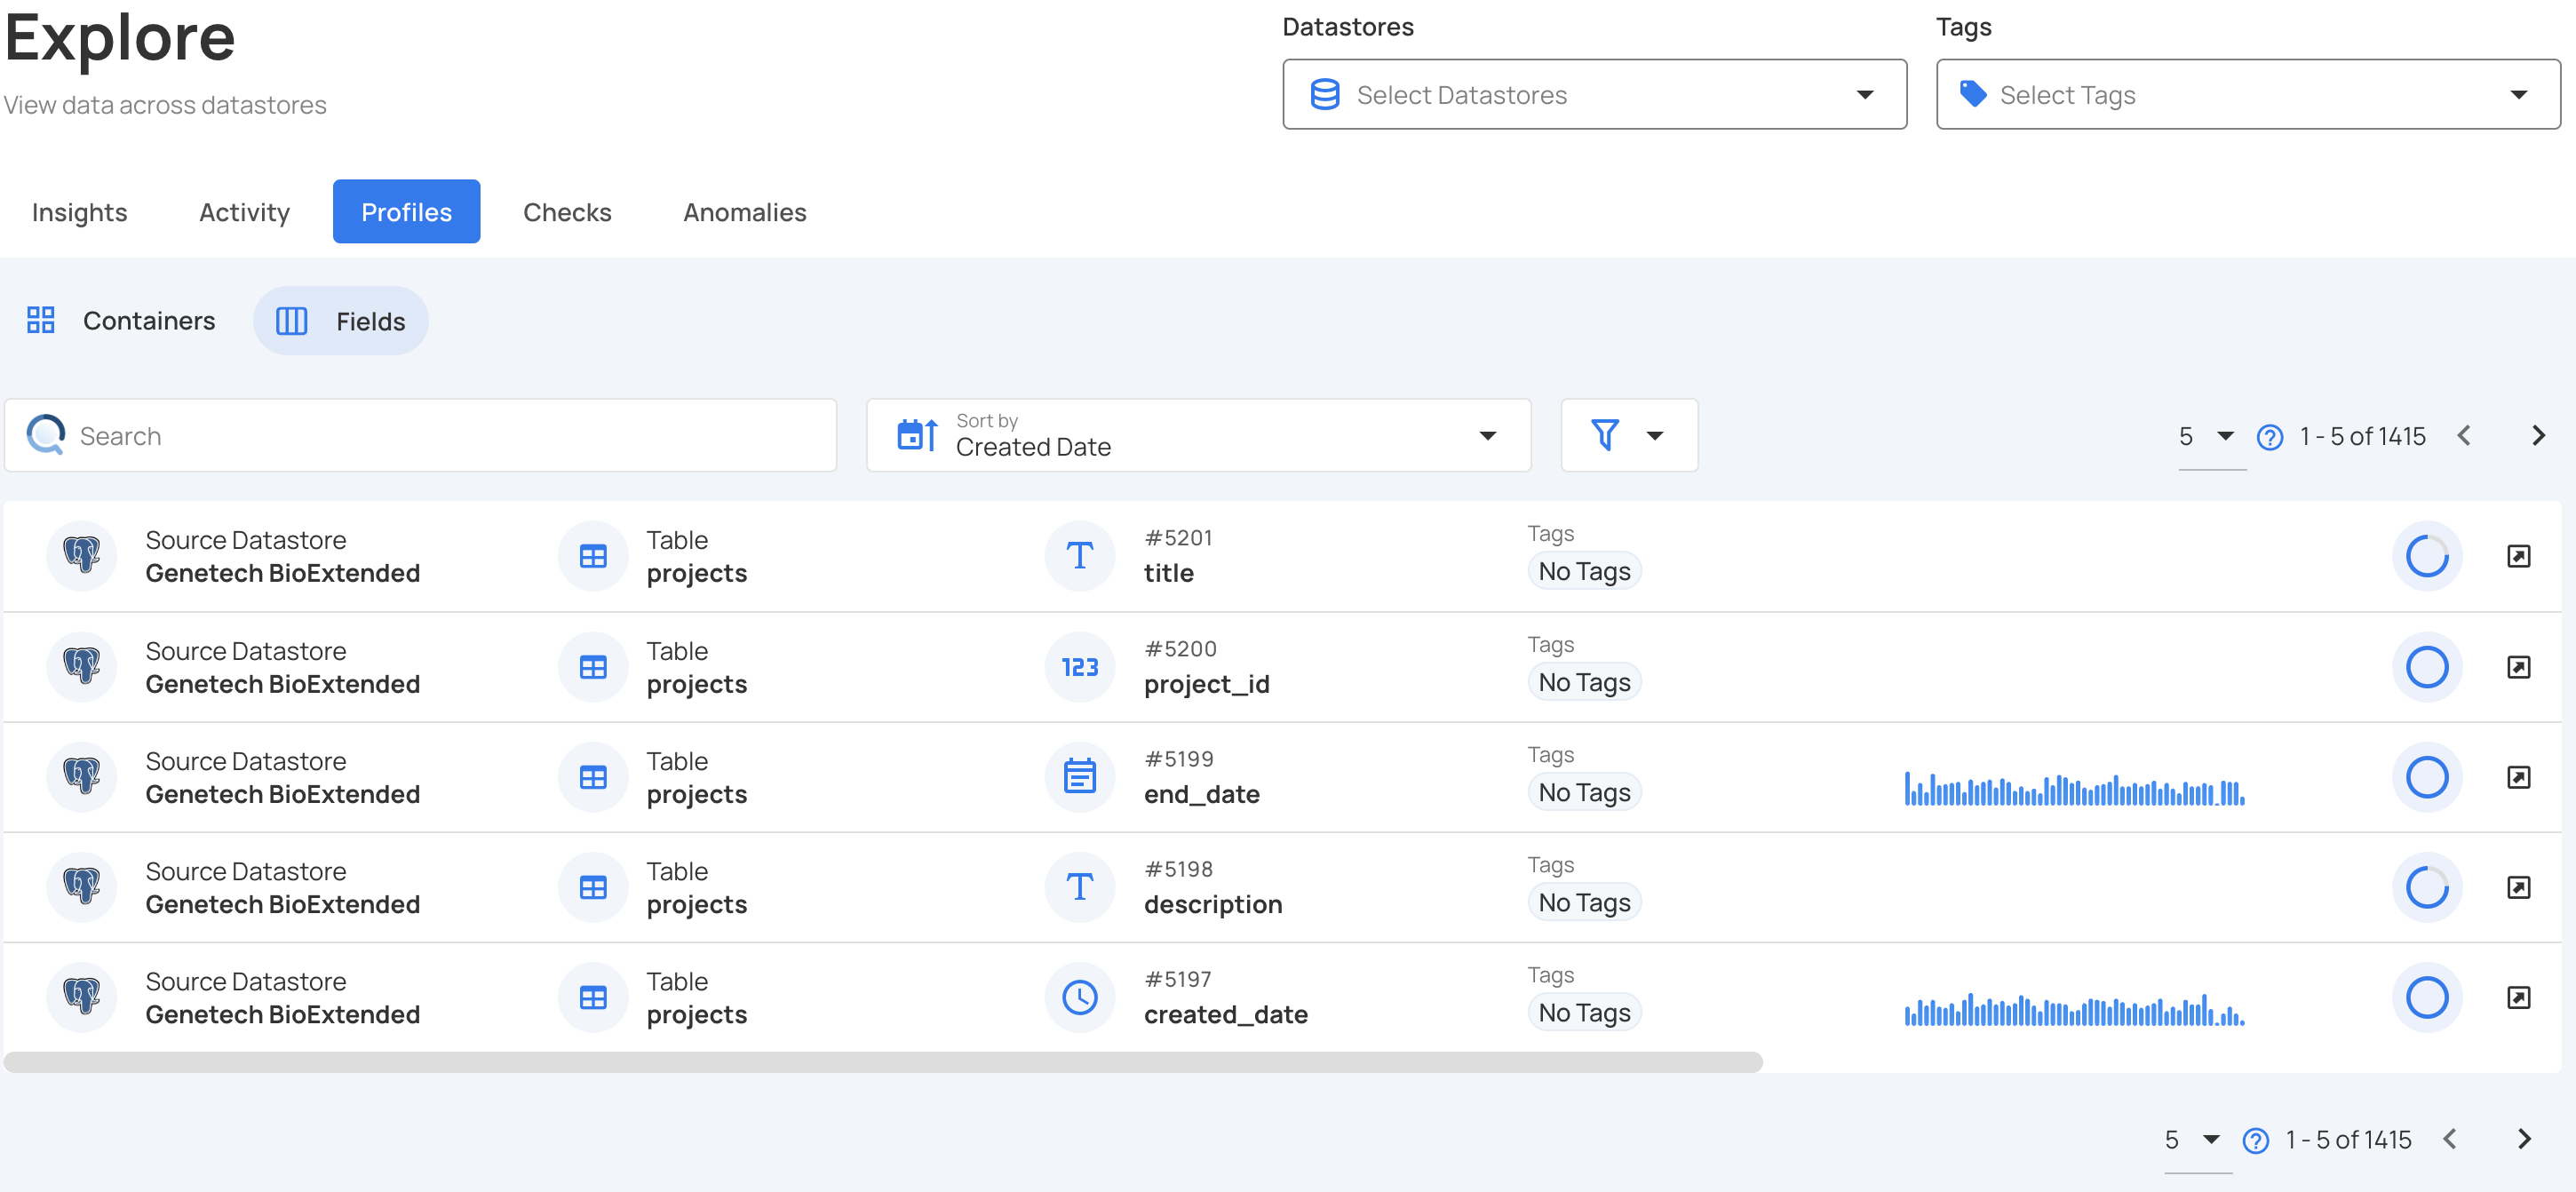 Explore
View data across datastores
Datastores
Select Datastores
Tags
Select Tags
Insights
Activity
Profiles
Checks
Anomalies
Containers
Fields
Search
Sort by
Created Date
5
1 - 5 of 1415
Source Datastore
Genetech BioExtended
Table
projects
#5201
title
Tags
No Tags
Source Datastore
Genetech BioExtended
Table
projects
123
#5200
project_id
Tags
No Tags
Source Datastore
Genetech BioExtended
Table
projects
#5199
end_date
Tags
No Tags
Source Datastore
Genetech BioExtended
Table
projects
#5198
description
Tags
No Tags
Source Datastore
Genetech BioExtended
Table
projects
#5197
created_date
Tags
No Tags
5
1 - 5 of 1415